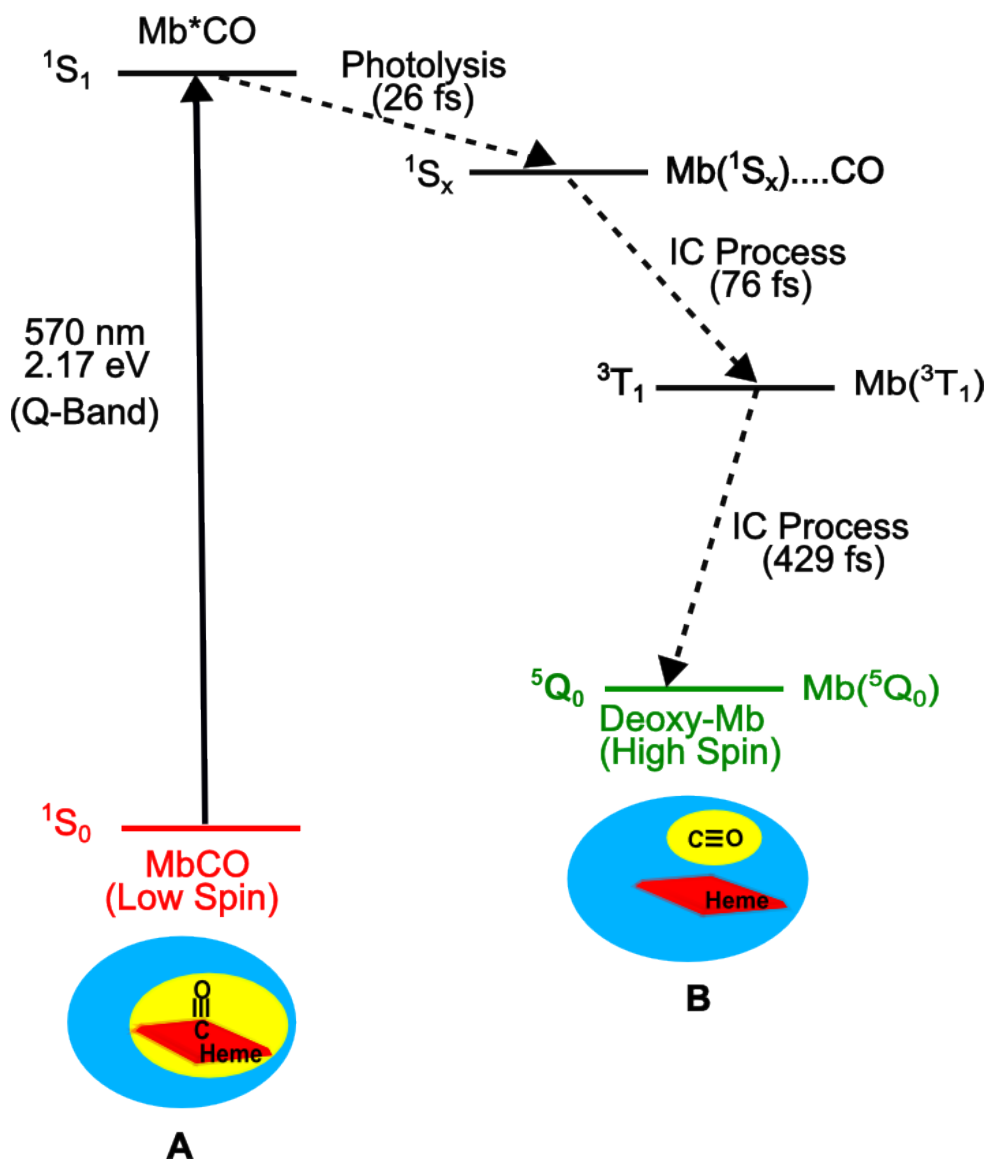 Mb*CO
¹S₁
Photolysis
(26 fs)
¹Sₓ
Mb(¹Sₓ)....CO
IC Process
(76 fs)
570 nm
2.17 eV
(Q-Band)
³T₁
Mb(³T₁)
IC Process
(429 fs)
⁵Q₀
Mb(⁵Q₀)
Deoxy-Mb
(High Spin)
¹S₀
MbCO
(Low Spin)
C≡O
Heme
B
O
|||
C
Heme
A